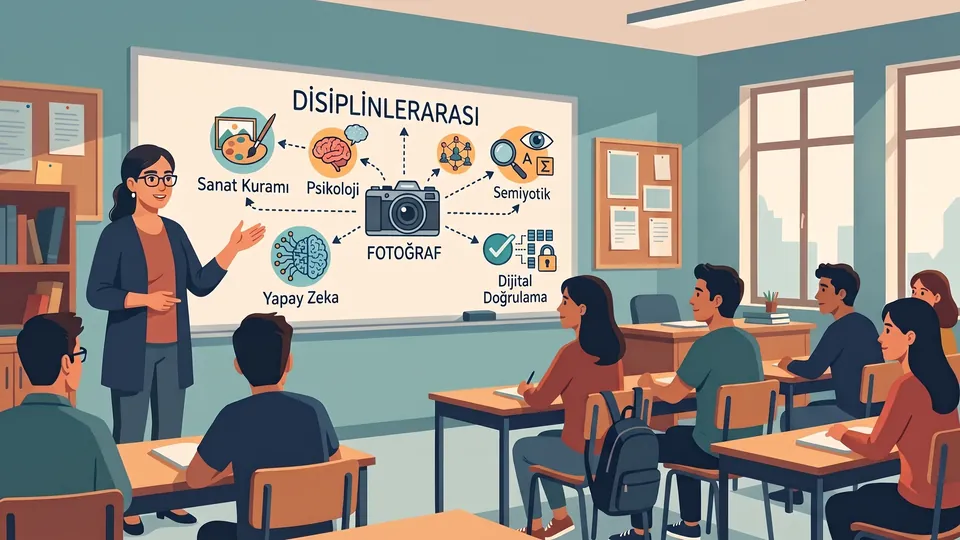 DİSİPLİNLERARASI
Sanat Kuramı
Psikoloji
A
Σ
Semiyotik
FOTOĞRAF
Yapay Zeka
Dijital
Doğrulama